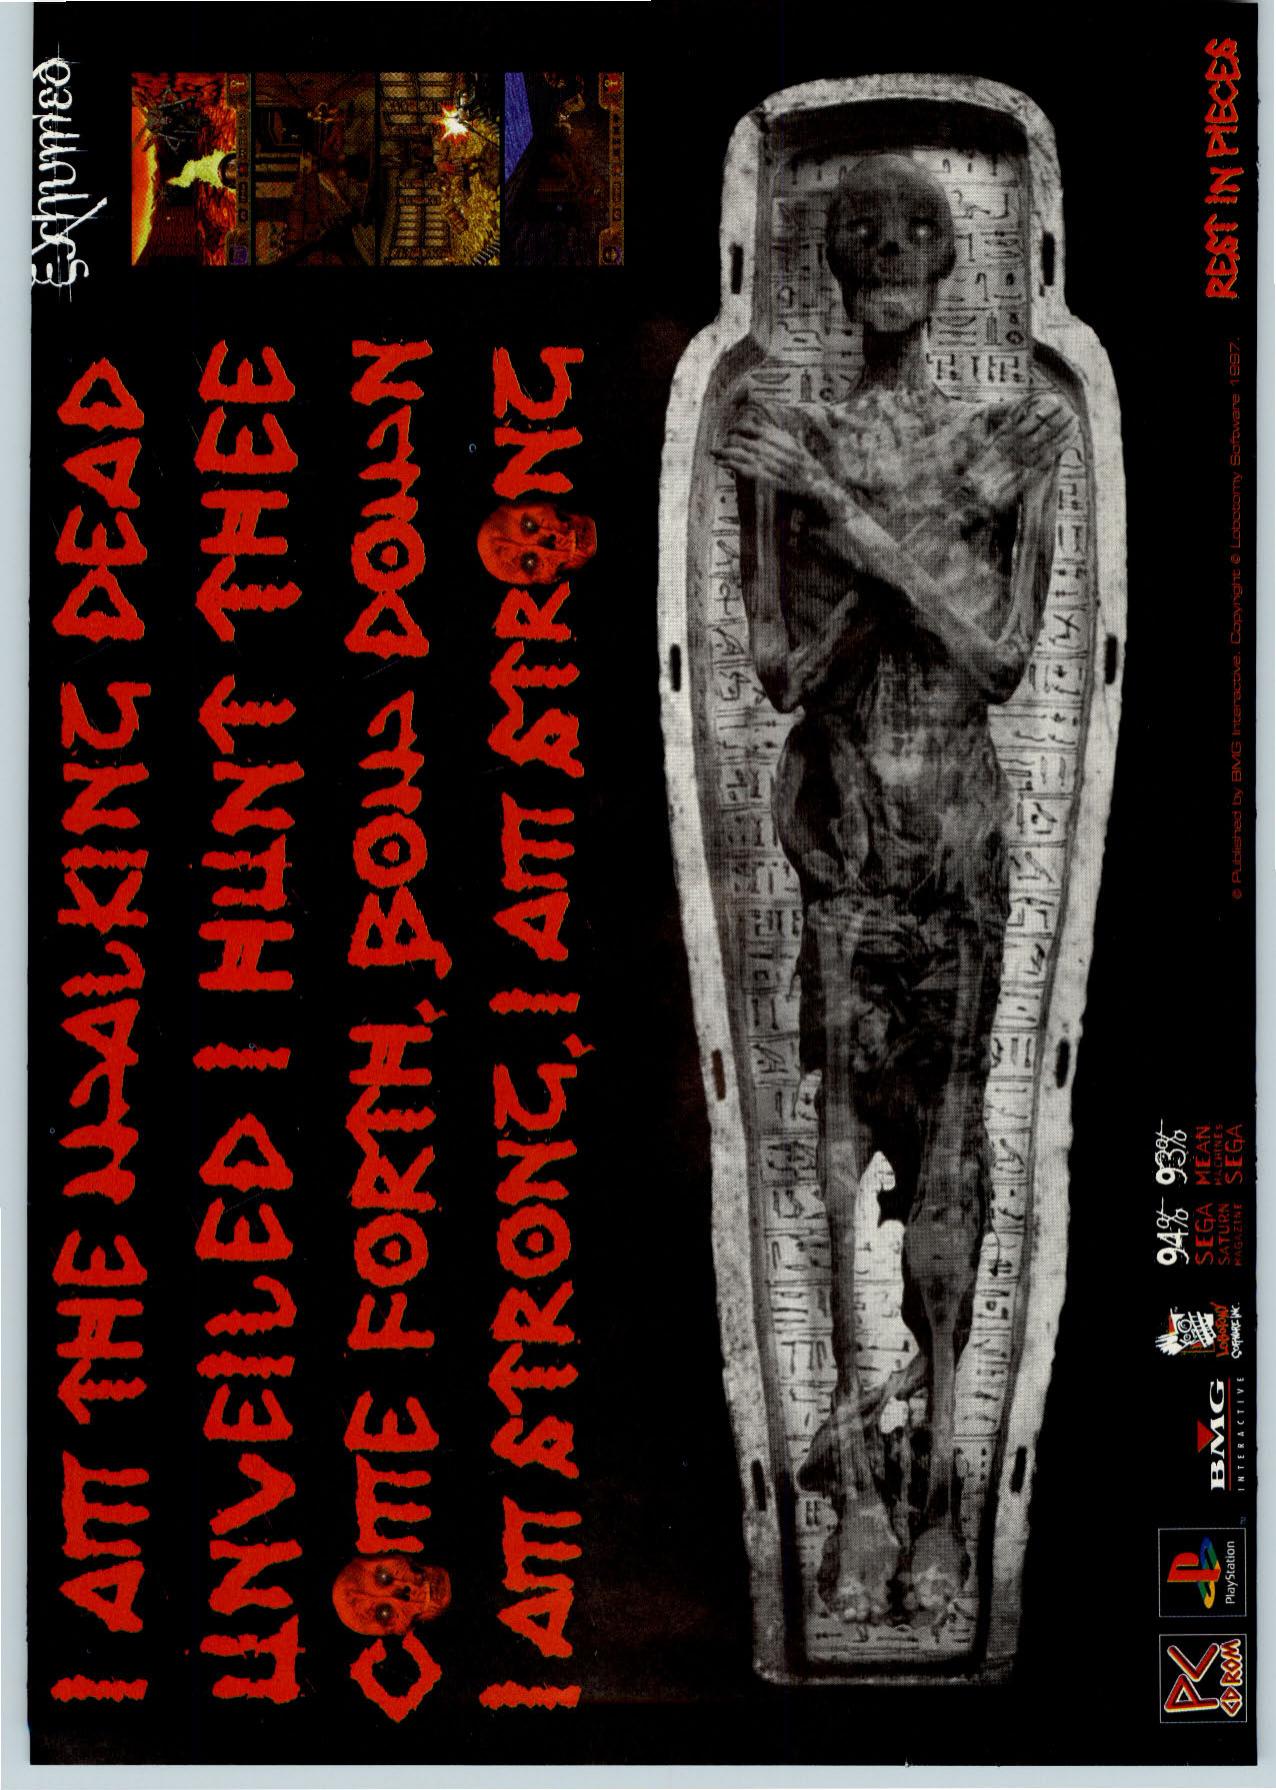 Exhumed
I AM THE WALKING DEAD
UNVEILED I HUNT THEE
COME FORTH, BOW DOWN
I AM STRONG, I AM STRONG
REST IN PIECES
© Published by BMG Interactive. Copyright © Lobotomy Software 1997.
94%
SEGA
SATURN
MAGAZINE
93%
MEAN
MACHINES
SEGA
LOBOTOMY
SOFTWARE INC.
BMG
INTERACTIVE
PlayStation
PC
CD ROM